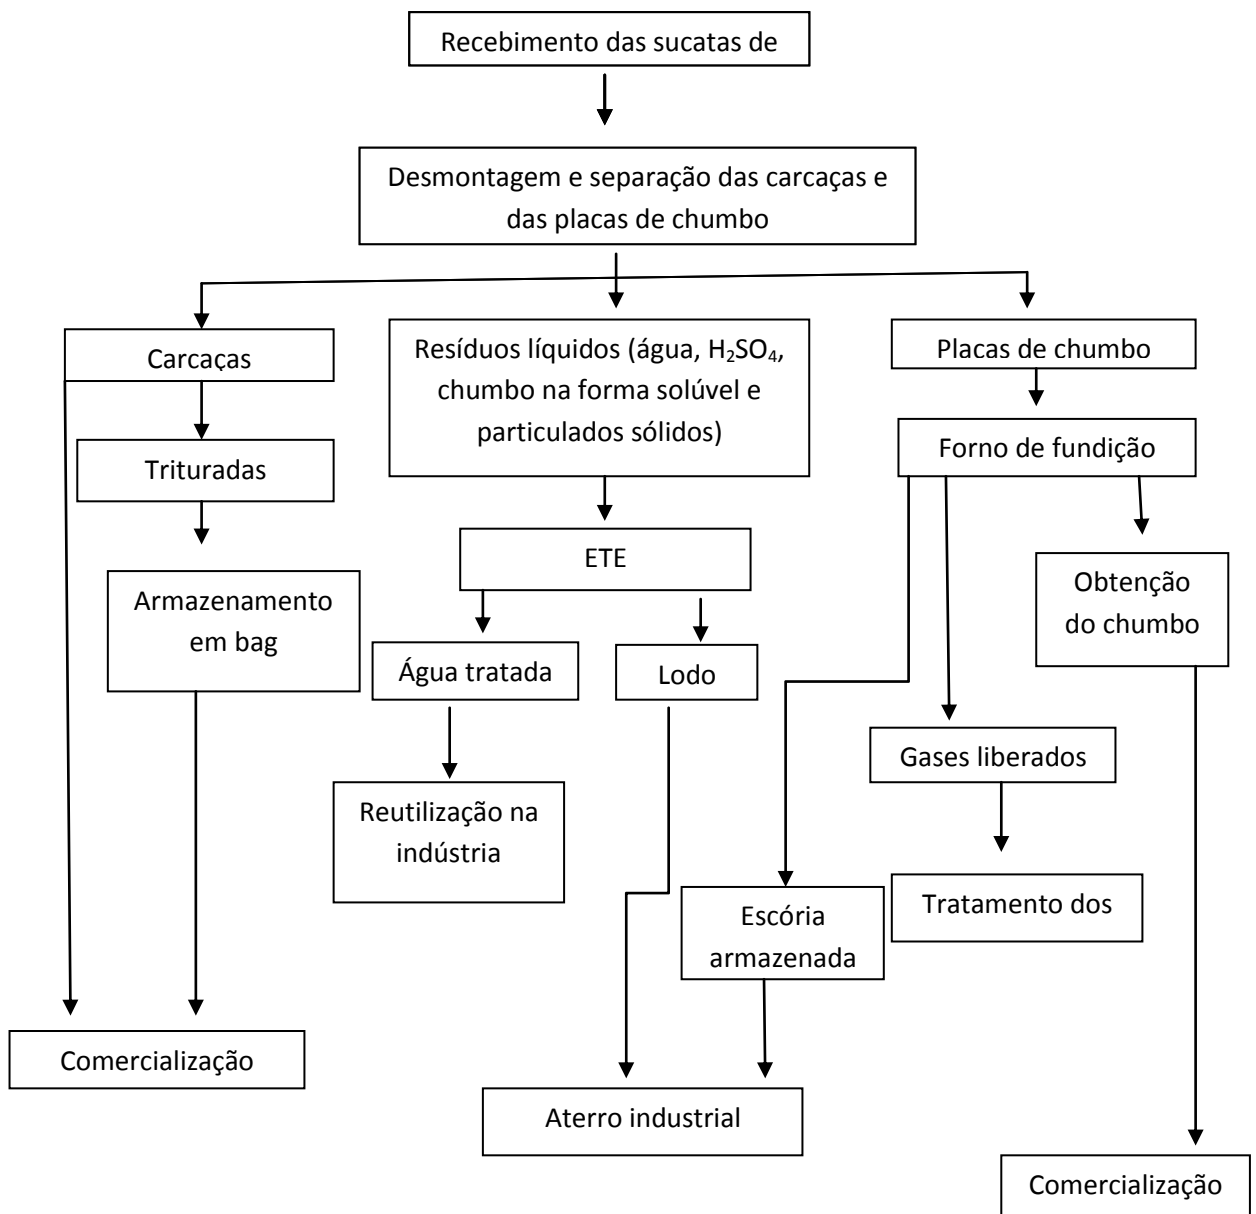 Recebimento das sucatas de
Desmontagem e separação das carcaças e
das placas de chumbo
Carcaças
Resíduos líquidos (água, H₂SO₄,
chumbo na forma solúvel e
particulados sólidos)
Placas de chumbo
Trituradas
Forno de fundição
Armazenamento
em bag
ETE
Obtenção
do chumbo
Água tratada
Lodo
Gases liberados
Reutilização na
indústria
Escória
armazenada
Tratamento dos
Comercialização
Aterro industrial
Comercialização